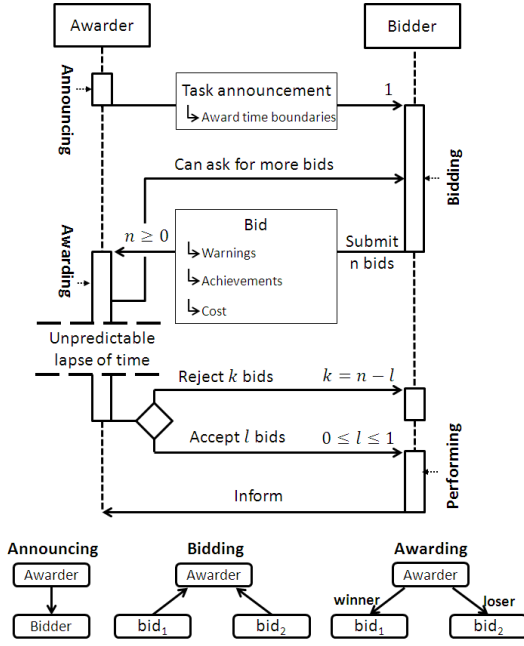 Awarder
Bidder
Announcing
Task announcement
Award time boundaries
1
Can ask for more bids
Bidding
n ≥ 0
Bid
Submit
n bids
Warnings
Achievements
Cost
Awarding
Unpredictable
lapse of time
Reject k bids
k = n − l
Accept l bids
0 ≤ l ≤ 1
Performing
Inform
Announcing
Bidding
Awarding
Awarder
Awarder
Awarder
winner
loser
Bidder
bid₁
bid₂
bid₁
bid₂